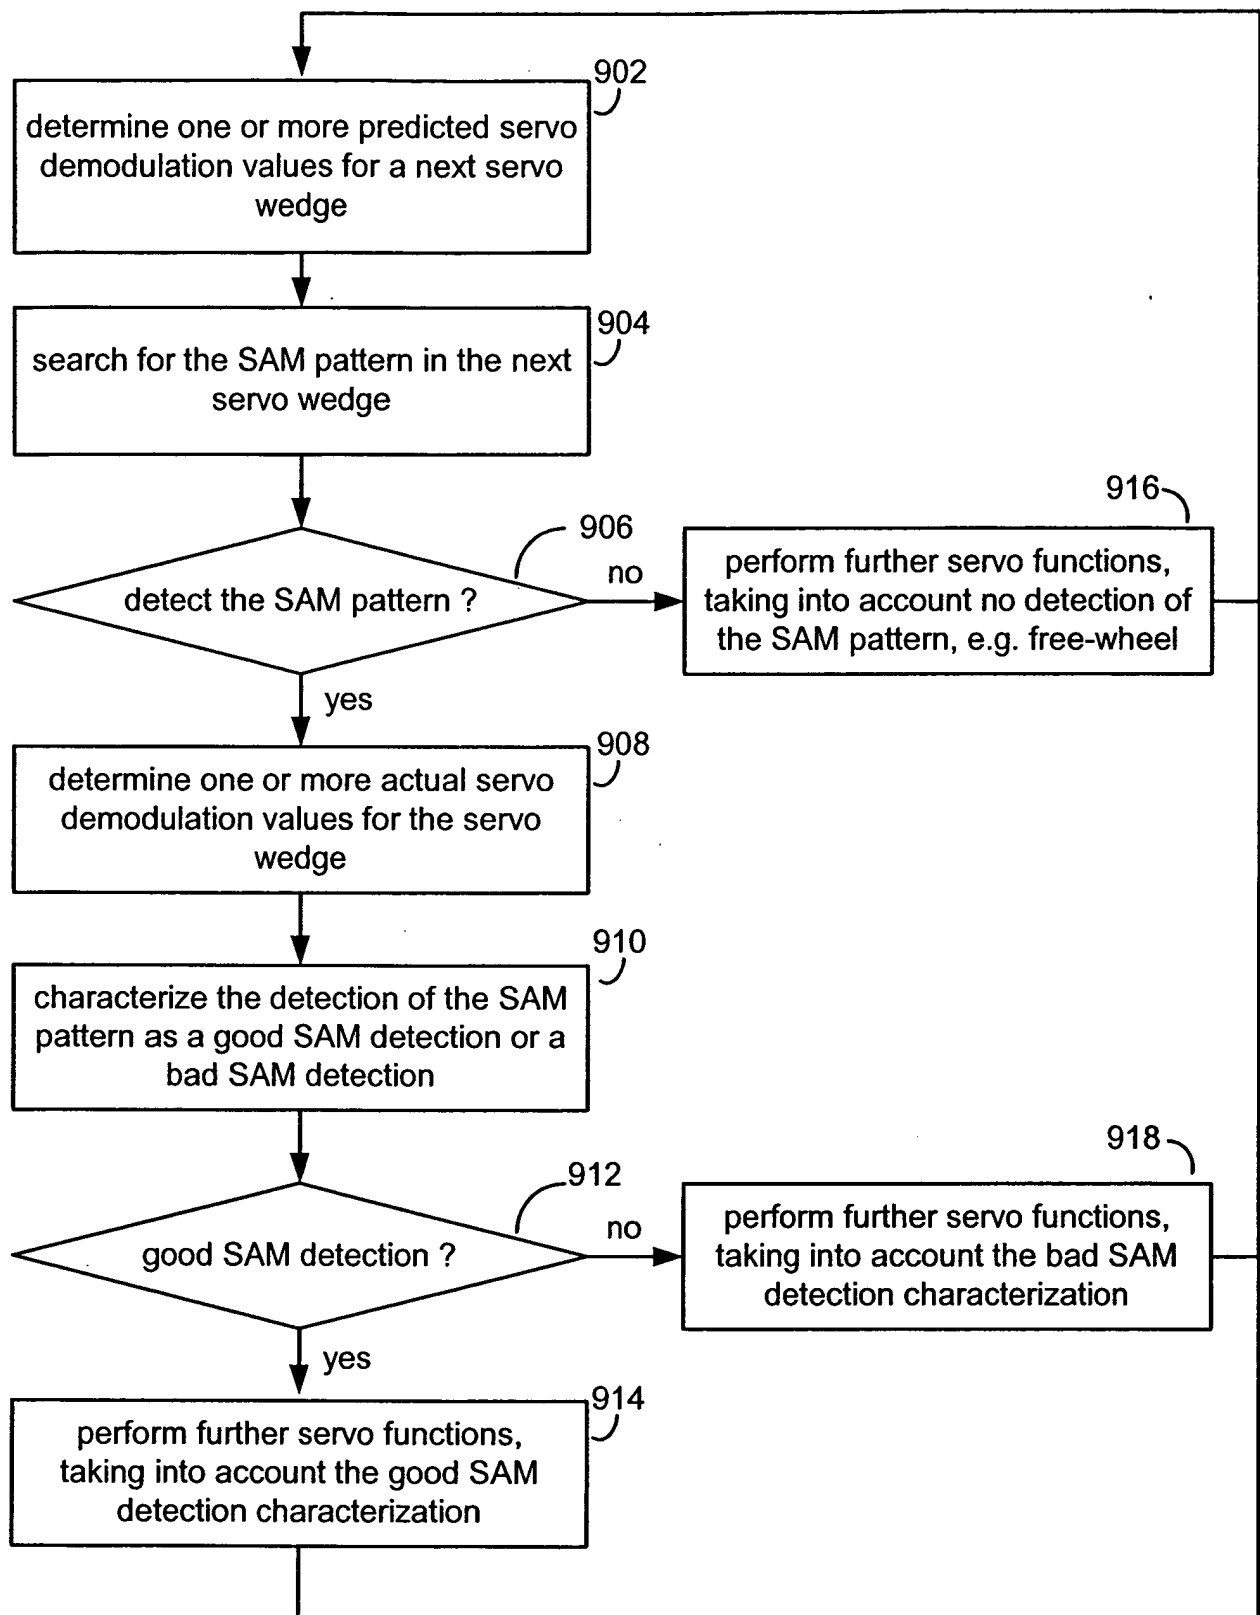 902
determine one or more predicted servo
demodulation values for a next servo
wedge
904
search for the SAM pattern in the next
servo wedge
906
detect the SAM pattern ?
no
916
perform further servo functions,
taking into account no detection of
the SAM pattern, e.g. free-wheel
yes
908
determine one or more actual servo
demodulation values for the servo
wedge
910
characterize the detection of the SAM
pattern as a good SAM detection or a
bad SAM detection
912
good SAM detection ?
no
918
perform further servo functions,
taking into account the bad SAM
detection characterization
yes
914
perform further servo functions,
taking into account the good SAM
detection characterization